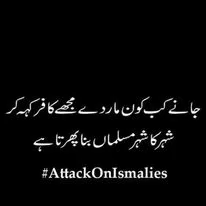 جانے کب کون مار دے مجھے کافر کہہ کر
شہر کا شہر مسلماں بنا پھرتا ہے
#AttackOnIsmalies